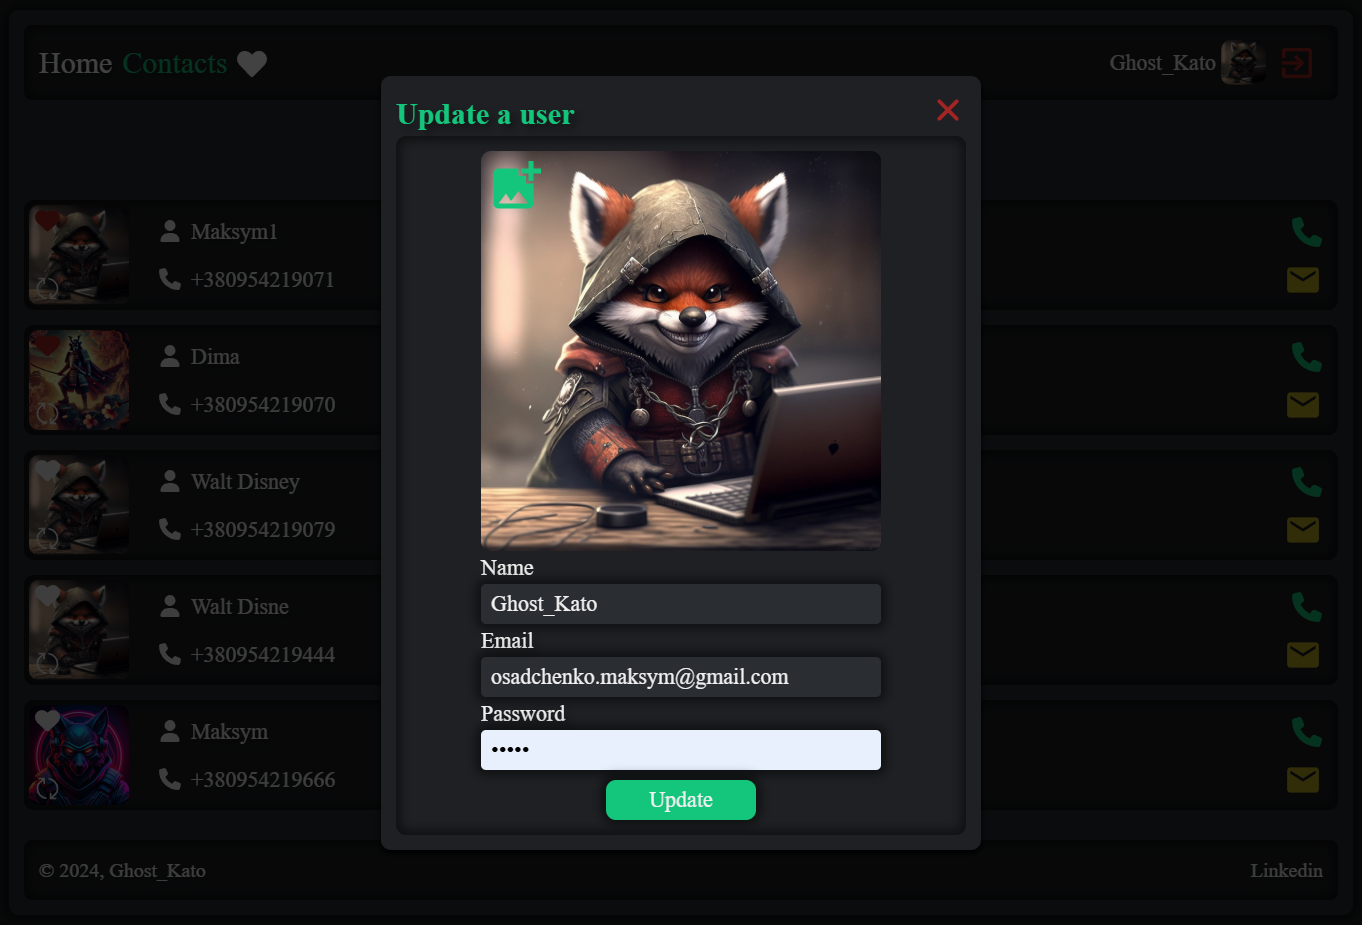 Home Contacts
Ghost_Kato
Update a user
Maksym1
+380954219071
Dima
+380954219070
Walt Disney
+380954219079
Walt Disne
+380954219444
Maksym
+380954219666
Name
Ghost_Kato
Email
osadchenko.maksym@gmail.com
Password
•••••
Update
© 2024, Ghost_Kato
Linkedin